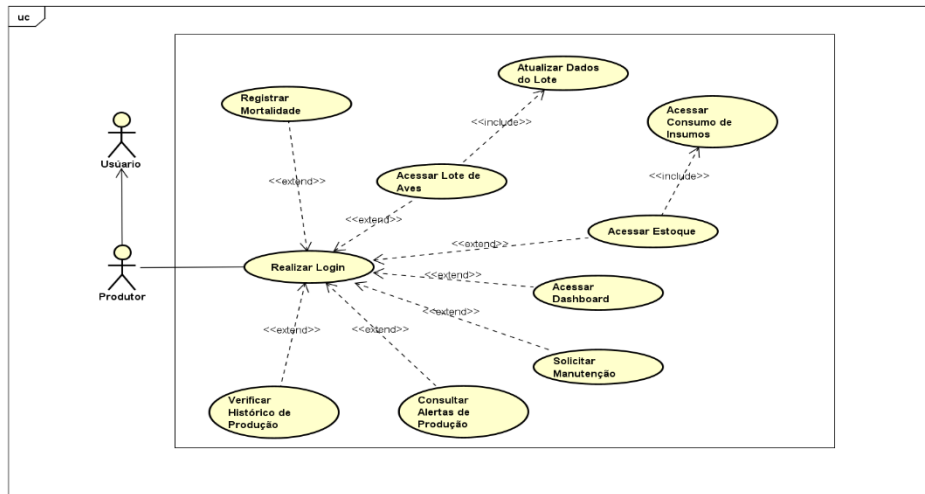 uc
Atualizar Dados
do Lote
Registrar
Mortalidade
Acessar
Consumo de
Insumos
<<include>>
Usuário
<<extend>>
Acessar Lote de
Aves
<<include>>
<<extend>>
Acessar Estoque
<<extend>>
Realizar Login
<<extend>>
Acessar
Dashboard
Produtor
<<extend>>
<<extend>>
<<extend>>
Solicitar
Manutenção
Verificar
Histórico de
Produção
Consultar
Alertas de
Produção